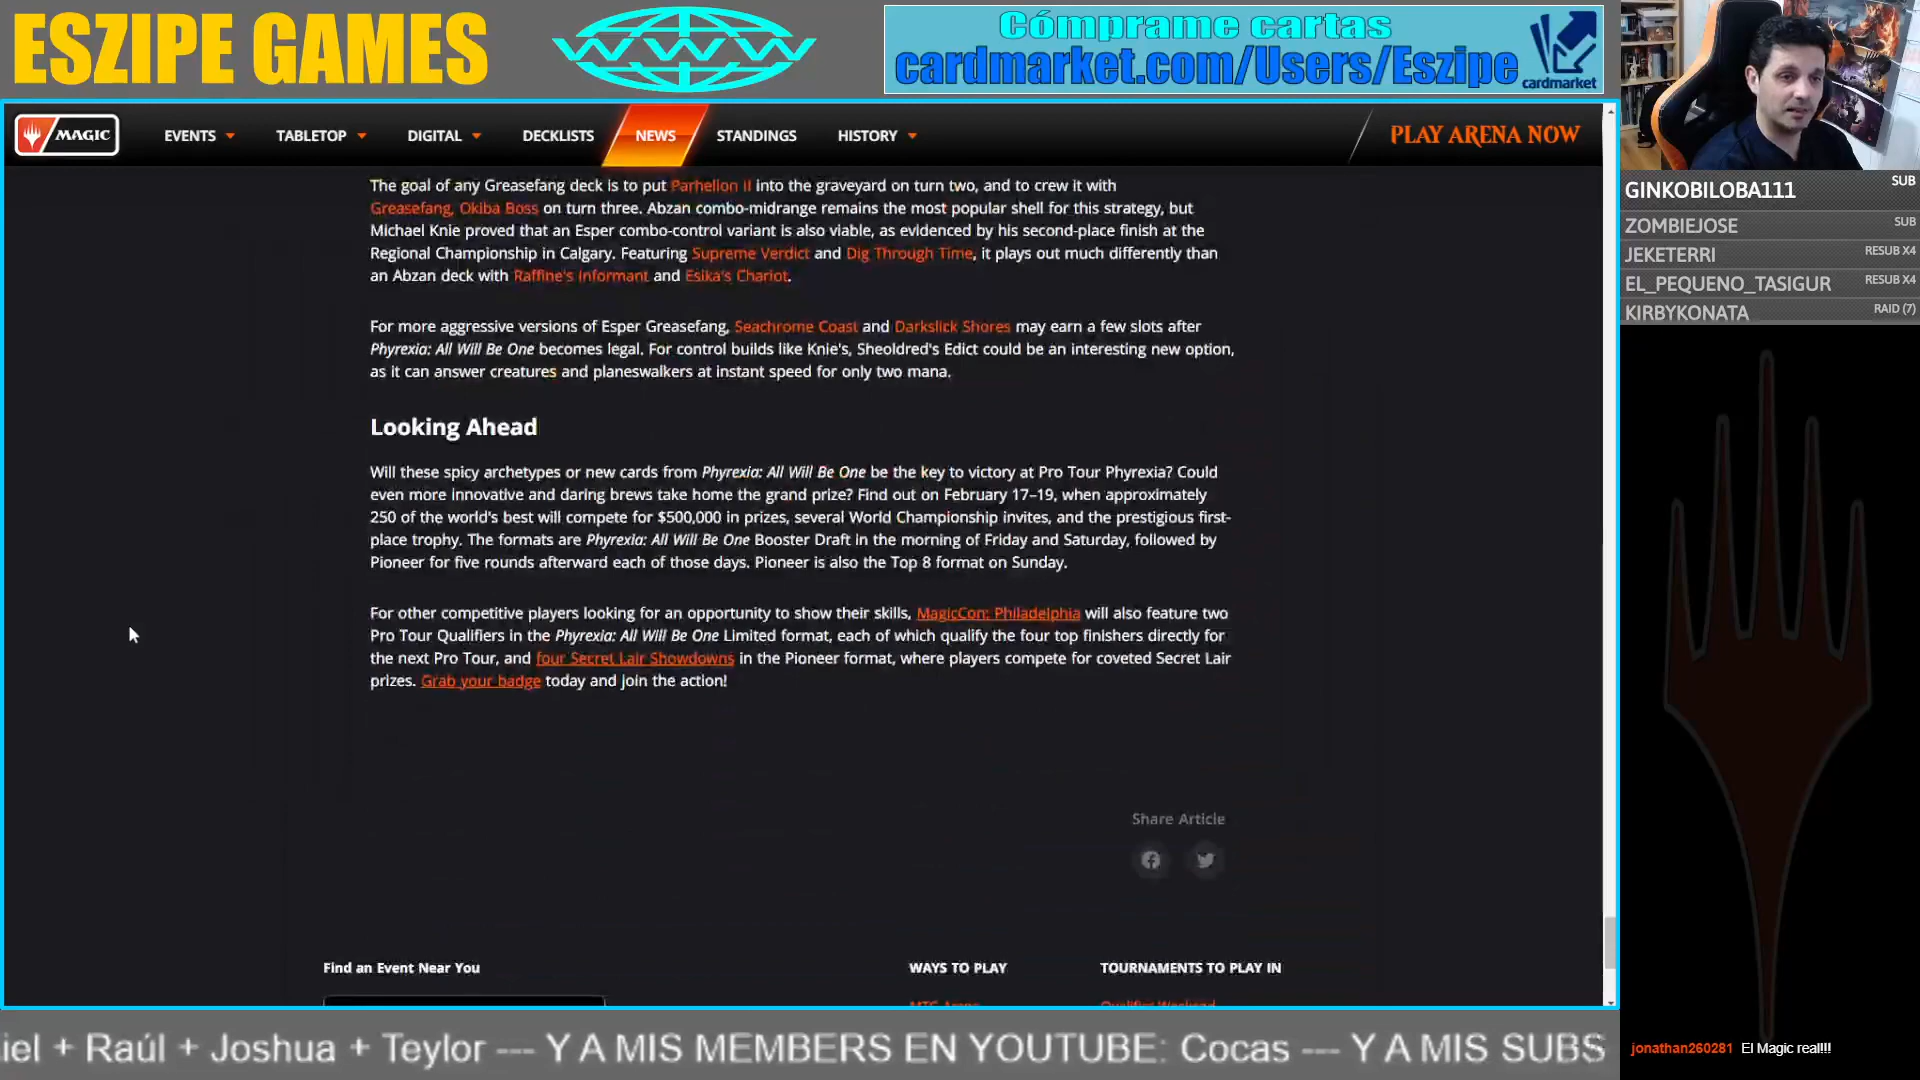 ESZIPE GAMES
WWW
Cómprame cartas
cardmarket.com/Users/Eszipe
cardmarket
MAGIC
EVENTS
TABLETOP
DIGITAL
DECKLISTS
NEWS
STANDINGS
HISTORY
PLAY ARENA NOW
The goal of any Greasefang deck is to put Parhelion II into the graveyard on turn two, and to crew it with
Greasefang, Okiba Boss on turn three. Abzan combo-midrange remains the most popular shell for this strategy, but
Michael Knie proved that an Esper combo-control variant is also viable, as evidenced by his second-place finish at the
Regional Championship in Calgary. Featuring Supreme Verdict and Dig Through Time, it plays out much differently than
an Abzan deck with Raffine's Informant and Esika's Chariot.
For more aggressive versions of Esper Greasefang, Seachrome Coast and Darkslick Shores may earn a few slots after
Phyrexia: All Will Be One becomes legal. For control builds like Knie's, Sheoldred's Edict could be an interesting new option,
as it can answer creatures and planeswalkers at instant speed for only two mana.
Looking Ahead
Will these spicy archetypes or new cards from Phyrexia: All Will Be One be the key to victory at Pro Tour Phyrexia? Could
even more innovative and daring brews take home the grand prize? Find out on February 17–19, when approximately
250 of the world's best will compete for $500,000 in prizes, several World Championship invites, and the prestigious first-
place trophy. The formats are Phyrexia: All Will Be One Booster Draft in the morning of Friday and Saturday, followed by
Pioneer for five rounds afterward each of those days. Pioneer is also the Top 8 format on Sunday.
For other competitive players looking for an opportunity to show their skills, MagicCon: Philadelphia will also feature two
Pro Tour Qualifiers in the Phyrexia: All Will Be One Limited format, each of which qualify the four top finishers directly for
the next Pro Tour, and four Secret Lair Showdowns in the Pioneer format, where players compete for coveted Secret Lair
prizes. Grab your badge today and join the action!
Share Article
Find an Event Near You
WAYS TO PLAY
TOURNAMENTS TO PLAY IN
MTG Arena
Qualifier Weekend
GINKOBILOBA111 SUB
ZOMBIEJOSE SUB
JEKETERRI RESUB X4
EL_PEQUENO_TASIGUR RESUB X4
KIRBYKONATA RAID (7)
iel + Raúl + Joshua + Teylor --- Y A MIS MEMBERS EN YOUTUBE: Cocas --- Y A MIS SUBS
jonathan260281 El Magic real!!!